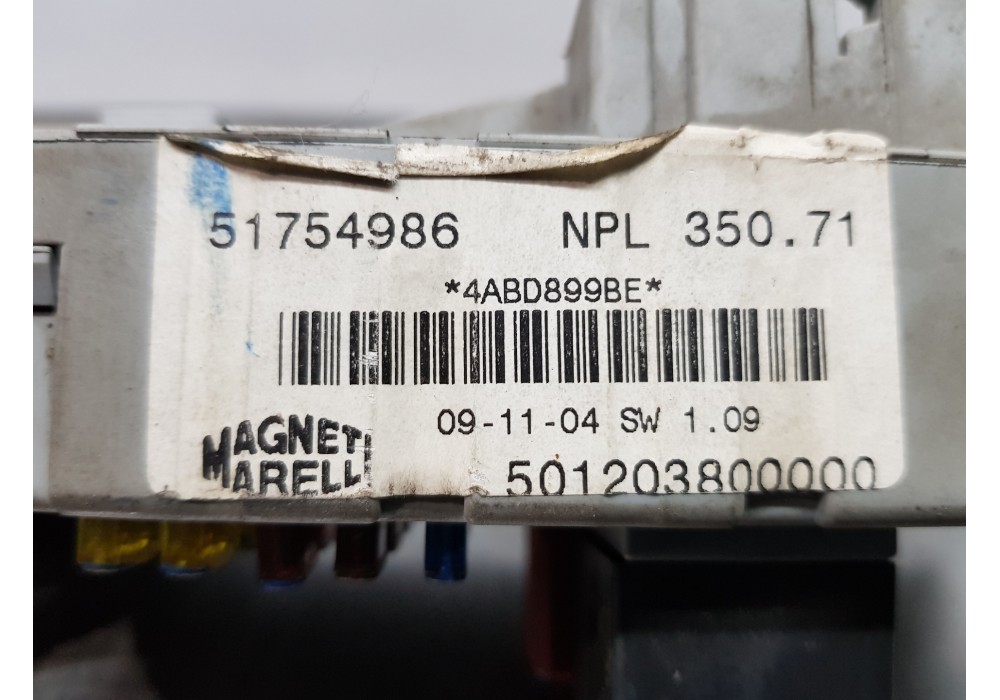 51754986 NPL 350.71
*4ABD899BE*
09-11-04 SW 1.09
MAGNETI
MARELLI
501203800000